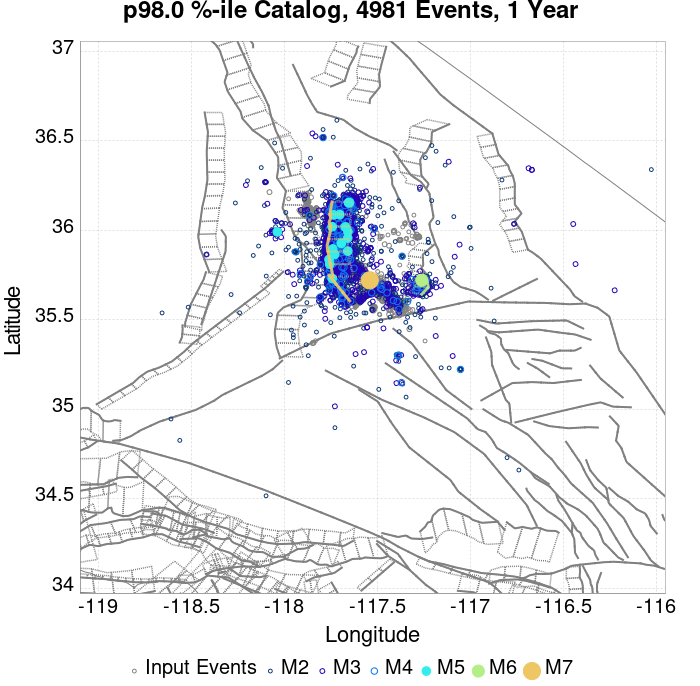 p98.0 %-ile Catalog, 4981 Events, 1 Year
37
36.5
36
35.5
35
34.5
34
Latitude
-119 -118.5 -118 -117.5 -117 -116.5 -116
Longitude
Input Events M2 M3 M4 M5 M6 M7